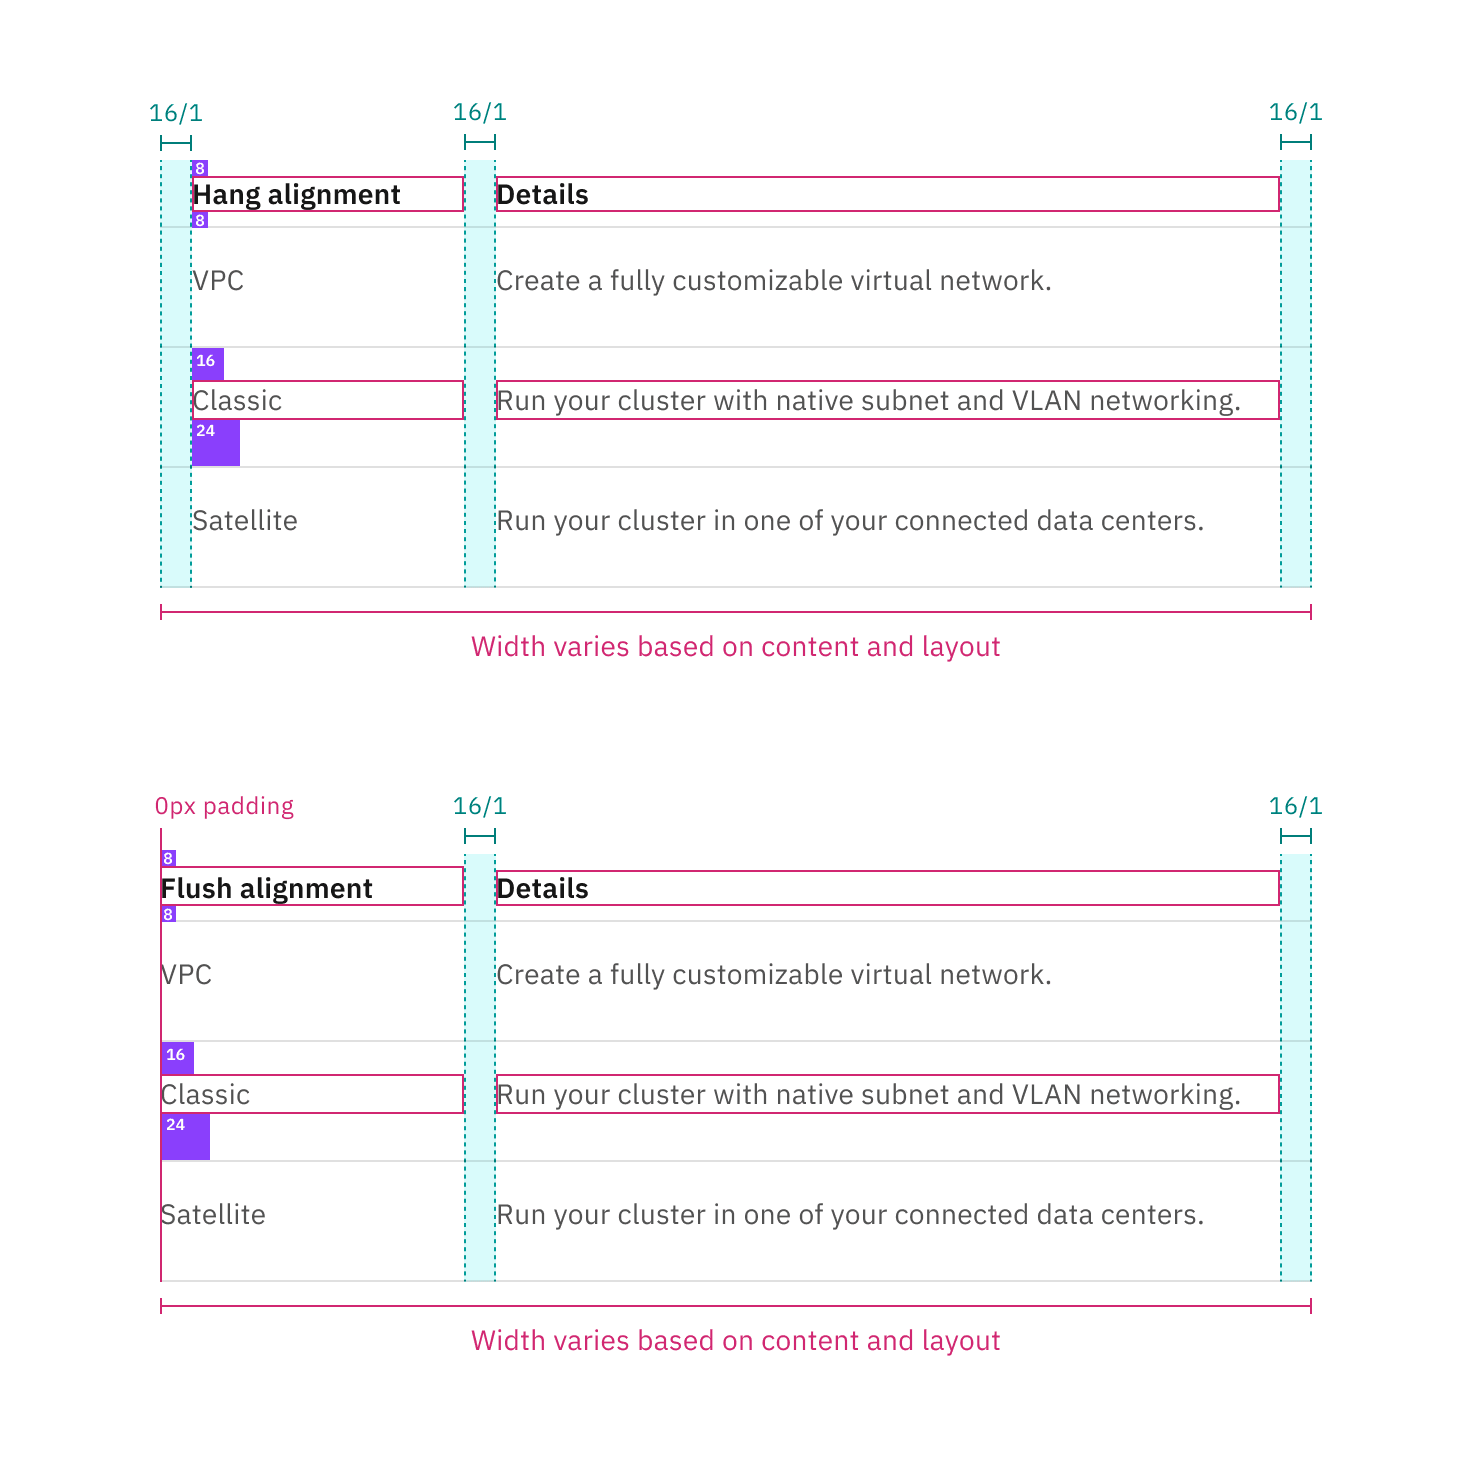 16/1 16/1 16/1
8
Hang alignment Details
8
VPC Create a fully customizable virtual network.
16
Classic Run your cluster with native subnet and VLAN networking.
24
Satellite Run your cluster in one of your connected data centers.
Width varies based on content and layout
0px padding 16/1 16/1
8
Flush alignment Details
8
VPC Create a fully customizable virtual network.
16
Classic Run your cluster with native subnet and VLAN networking.
24
Satellite Run your cluster in one of your connected data centers.
Width varies based on content and layout